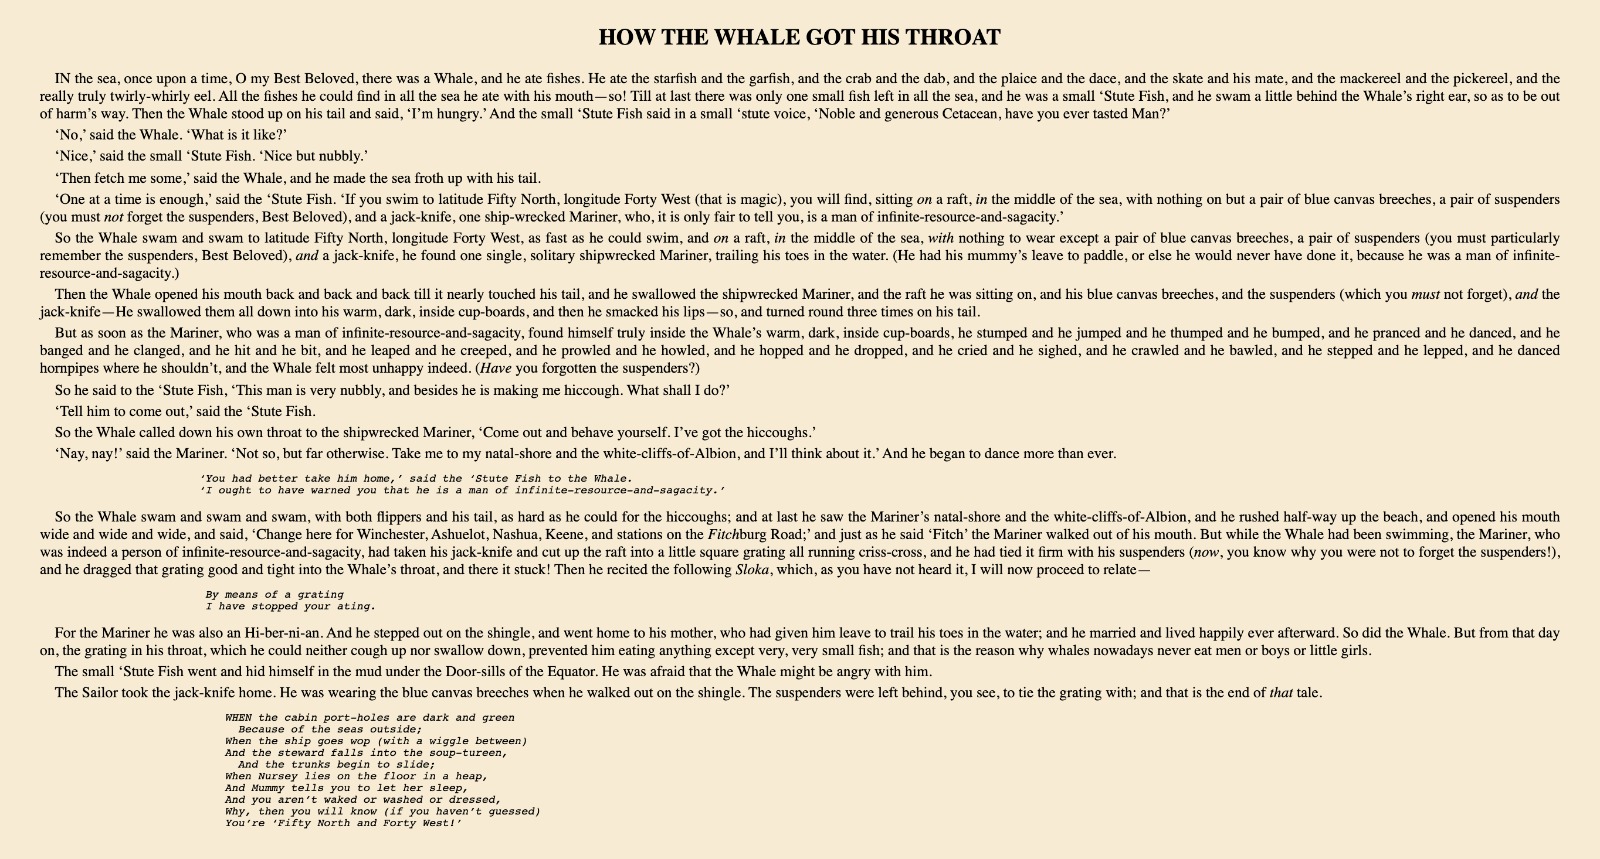 HOW THE WHALE GOT HIS THROAT
IN the sea, once upon a time, O my Best Beloved, there was a Whale, and he ate fishes. He ate the starfish and the garfish, and the crab and the dab, and the plaice and the dace, and the skate and his mate, and the mackereel and the pickereel, and the
really truly twirly-whirly eel. All the fishes he could find in all the sea he ate with his mouth—so! Till at last there was only one small fish left in all the sea, and he was a small ‘Stute Fish, and he swam a little behind the Whale’s right ear, so as to be out
of harm’s way. Then the Whale stood up on his tail and said, ‘I’m hungry.’ And the small ‘Stute Fish said in a small ‘stute voice, ‘Noble and generous Cetacean, have you ever tasted Man?’
‘No,’ said the Whale. ‘What is it like?’
‘Nice,’ said the small ‘Stute Fish. ‘Nice but nubbly.’
‘Then fetch me some,’ said the Whale, and he made the sea froth up with his tail.
‘One at a time is enough,’ said the ‘Stute Fish. ‘If you swim to latitude Fifty North, longitude Forty West (that is magic), you will find, sitting on a raft, in the middle of the sea, with nothing on but a pair of blue canvas breeches, a pair of suspenders
(you must not forget the suspenders, Best Beloved), and a jack-knife, one ship-wrecked Mariner, who, it is only fair to tell you, is a man of infinite-resource-and-sagacity.’
So the Whale swam and swam to latitude Fifty North, longitude Forty West, as fast as he could swim, and on a raft, in the middle of the sea, with nothing to wear except a pair of blue canvas breeches, a pair of suspenders (you must particularly
remember the suspenders, Best Beloved), and a jack-knife, he found one single, solitary shipwrecked Mariner, trailing his toes in the water. (He had his mummy’s leave to paddle, or else he would never have done it, because he was a man of infinite-
resource-and-sagacity.)
Then the Whale opened his mouth back and back and back till it nearly touched his tail, and he swallowed the shipwrecked Mariner, and the raft he was sitting on, and his blue canvas breeches, and the suspenders (which you must not forget), and the
jack-knife—He swallowed them all down into his warm, dark, inside cup-boards, and then he smacked his lips—so, and turned round three times on his tail.
But as soon as the Mariner, who was a man of infinite-resource-and-sagacity, found himself truly inside the Whale’s warm, dark, inside cup-boards, he stumped and he jumped and he thumped and he bumped, and he pranced and he danced, and he
banged and he clanged, and he hit and he bit, and he leaped and he creeped, and he prowled and he howled, and he hopped and he dropped, and he cried and he sighed, and he crawled and he bawled, and he stepped and he lepped, and he danced
hornpipes where he shouldn’t, and the Whale felt most unhappy indeed. (Have you forgotten the suspenders?)
So he said to the ‘Stute Fish, ‘This man is very nubbly, and besides he is making me hiccough. What shall I do?’
‘Tell him to come out,’ said the ‘Stute Fish.
So the Whale called down his own throat to the shipwrecked Mariner, ‘Come out and behave yourself. I’ve got the hiccoughs.’
‘Nay, nay!’ said the Mariner. ‘Not so, but far otherwise. Take me to my natal-shore and the white-cliffs-of-Albion, and I’ll think about it.’ And he began to dance more than ever.
‘You had better take him home,’ said the ‘Stute Fish to the Whale.
‘I ought to have warned you that he is a man of infinite-resource-and-sagacity.’
So the Whale swam and swam and swam, with both flippers and his tail, as hard as he could for the hiccoughs; and at last he saw the Mariner’s natal-shore and the white-cliffs-of-Albion, and he rushed half-way up the beach, and opened his mouth
wide and wide and wide, and said, ‘Change here for Winchester, Ashuelot, Nashua, Keene, and stations on the Fitchburg Road;’ and just as he said ‘Fitch’ the Mariner walked out of his mouth. But while the Whale had been swimming, the Mariner, who
was indeed a person of infinite-resource-and-sagacity, had taken his jack-knife and cut up the raft into a little square grating all running criss-cross, and he had tied it firm with his suspenders (now, you know why you were not to forget the suspenders!),
and he dragged that grating good and tight into the Whale’s throat, and there it stuck! Then he recited the following Sloka, which, as you have not heard it, I will now proceed to relate—
By means of a grating
I have stopped your ating.
For the Mariner he was also an Hi-ber-ni-an. And he stepped out on the shingle, and went home to his mother, who had given him leave to trail his toes in the water; and he married and lived happily ever afterward. So did the Whale. But from that day
on, the grating in his throat, which he could neither cough up nor swallow down, prevented him eating anything except very, very small fish; and that is the reason why whales nowadays never eat men or boys or little girls.
The small ‘Stute Fish went and hid himself in the mud under the Door-sills of the Equator. He was afraid that the Whale might be angry with him.
The Sailor took the jack-knife home. He was wearing the blue canvas breeches when he walked out on the shingle. The suspenders were left behind, you see, to tie the grating with; and that is the end of that tale.
WHEN the cabin port-holes are dark and green
Because of the seas outside;
When the ship goes wop (with a wiggle between)
And the steward falls into the soup-tureen,
And the trunks begin to slide;
When Nursey lies on the floor in a heap,
And Mummy tells you to let her sleep,
And you aren’t waked or washed or dressed,
Why, then you will know (if you haven’t guessed)
You’re ‘Fifty North and Forty West!’